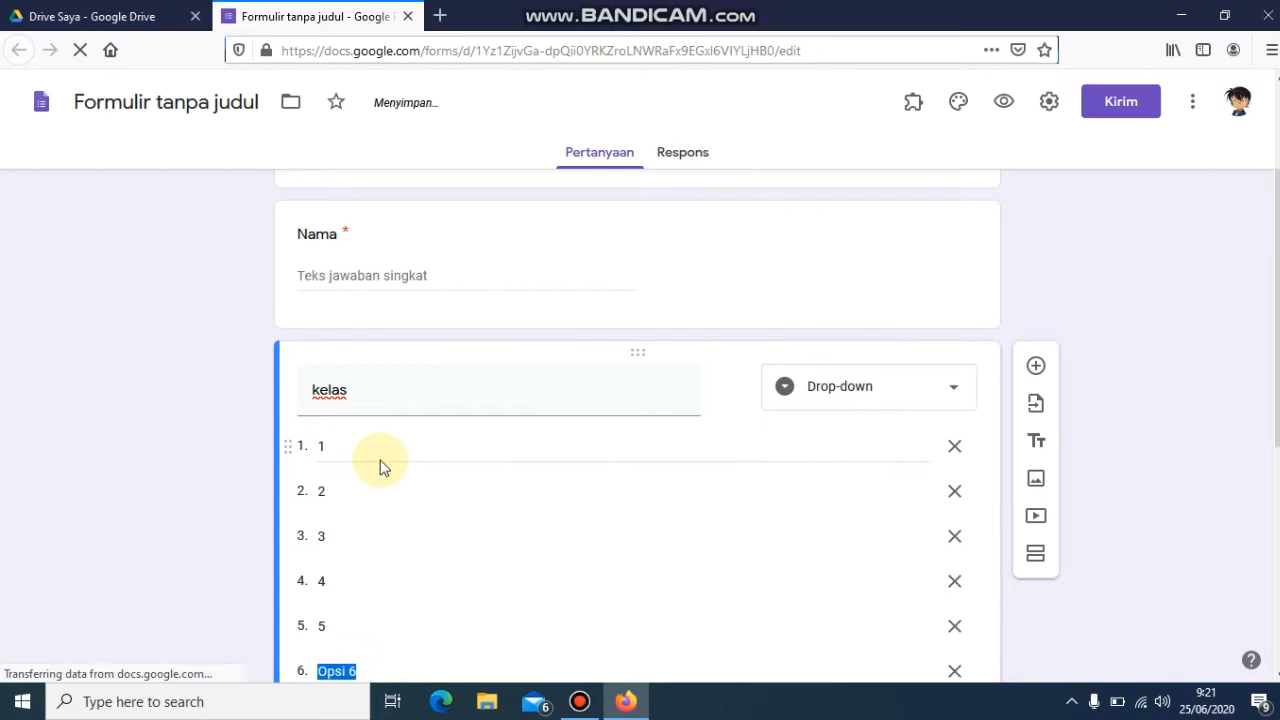 Drive Saya - Google Drive
Formulir tanpa judul - Google F
www.BANDICAM.com
https://docs.google.com/forms/d/1Yz1ZijvGa-dpQii0YRKZroLNWRaFx9EGxl6VIYLjHB0/edit
Formulir tanpa judul
Menyimpan...
Kirim
Pertanyaan
Respons
Nama *
Teks jawaban singkat
kelas
Drop-down
1. 1
2. 2
3. 3
4. 4
5. 5
6. Opsi 6
Transferring data from docs.google.com...
Type here to search
6
9:21
25/06/2020
9